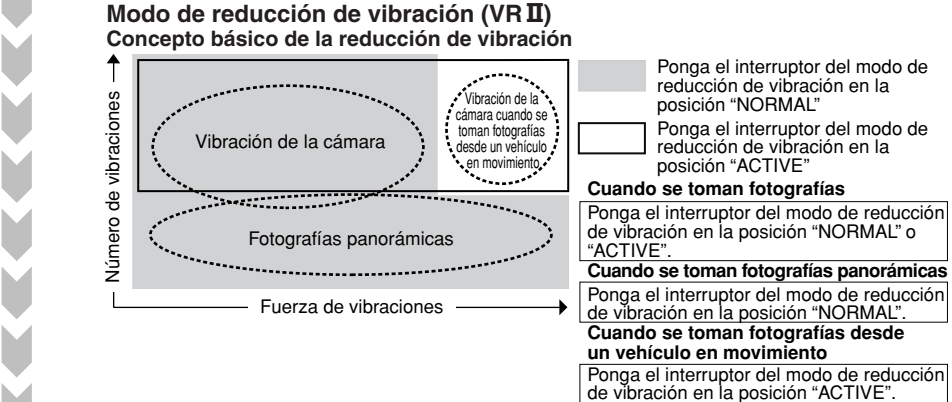 Modo de reducción de vibración (VR II)
Concepto básico de la reducción de vibración
Número de vibraciones
Vibración de la cámara
Vibración de la
cámara cuando se
toman fotografías
desde un vehículo
en movimiento
Fotografías panorámicas
Fuerza de vibraciones
Ponga el interruptor del modo de
reducción de vibración en la
posición “NORMAL”
Ponga el interruptor del modo de
reducción de vibración en la
posición “ACTIVE”
Cuando se toman fotografías
Ponga el interruptor del modo de reducción
de vibración en la posición “NORMAL” o
“ACTIVE”.
Cuando se toman fotografías panorámicas
Ponga el interruptor del modo de reducción
de vibración en la posición “NORMAL”.
Cuando se toman fotografías desde
un vehículo en movimiento
Ponga el interruptor del modo de reducción
de vibración en la posición “ACTIVE”.